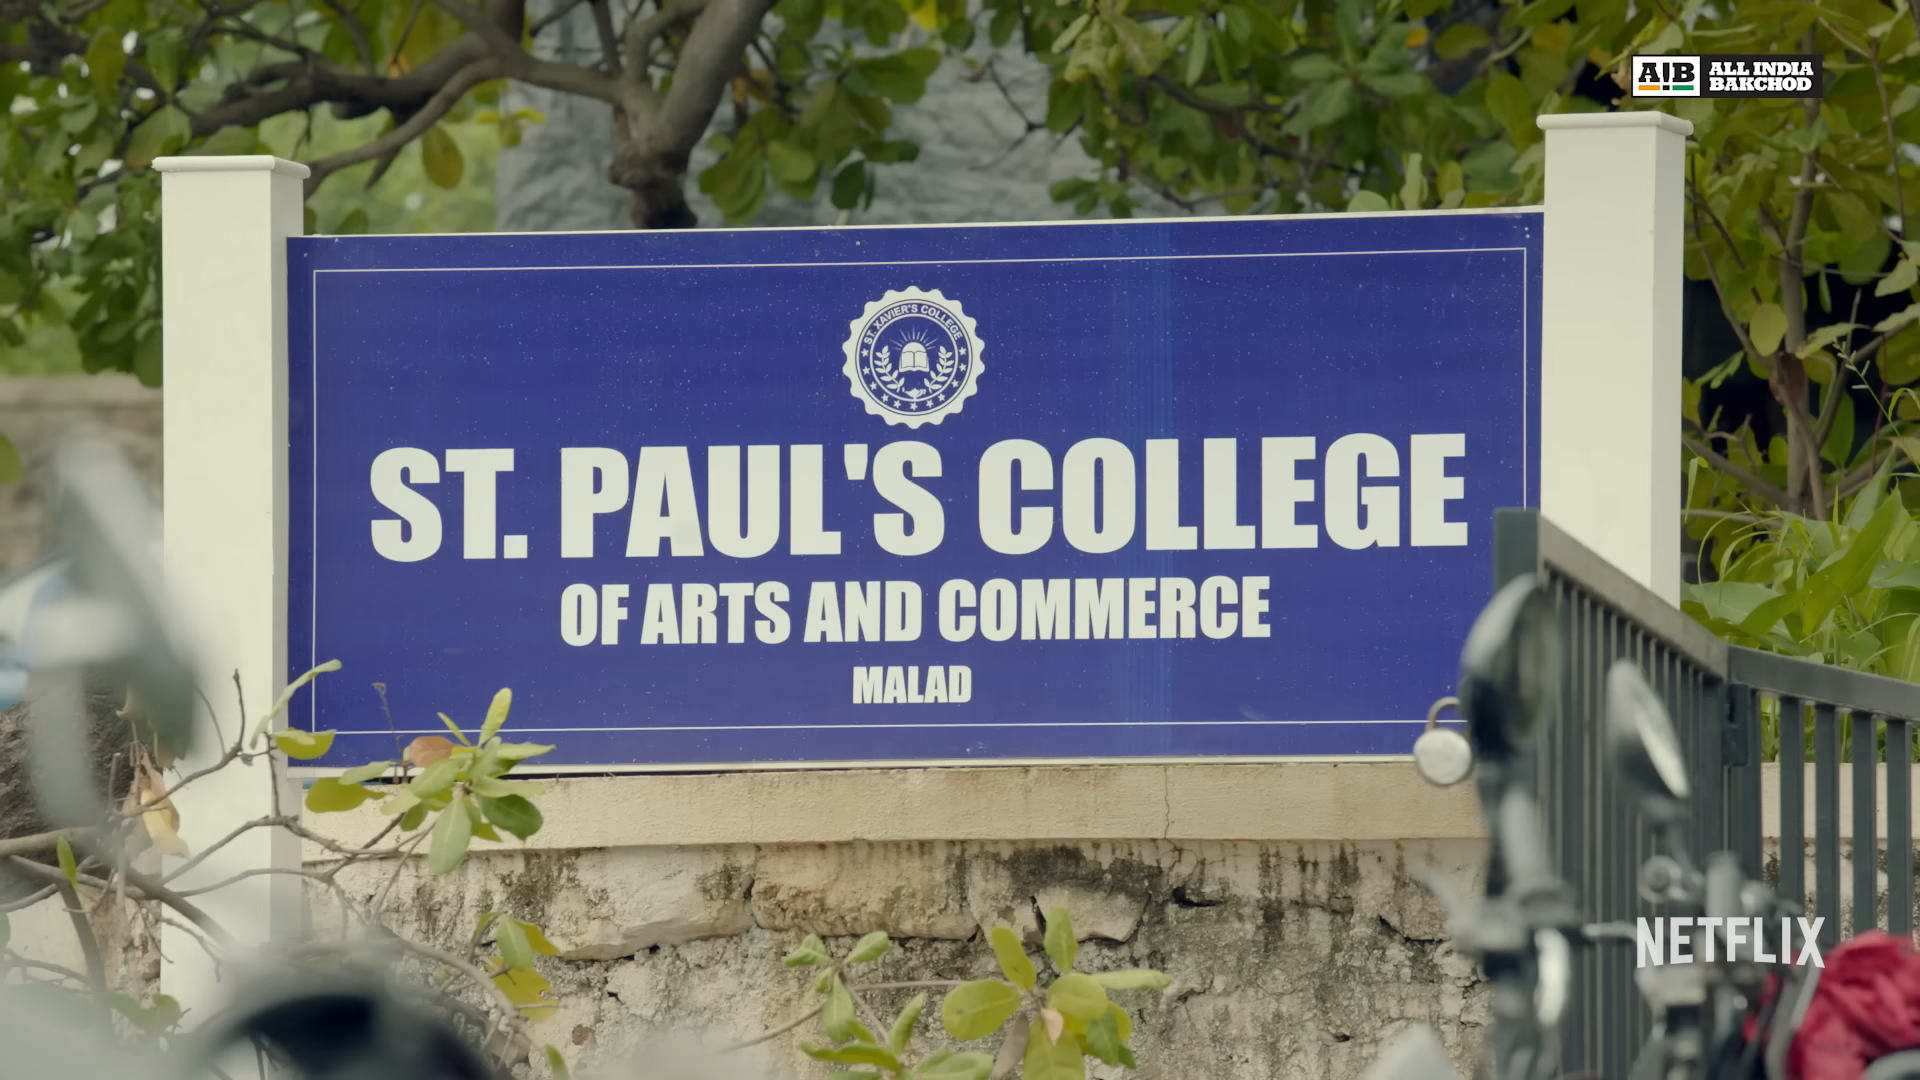 AIB ALL INDIA
BAKCHOD
ST. XAVIER'S COLLEGE
ST. PAUL'S COLLEGE
OF ARTS AND COMMERCE
MALAD
NETFLIX